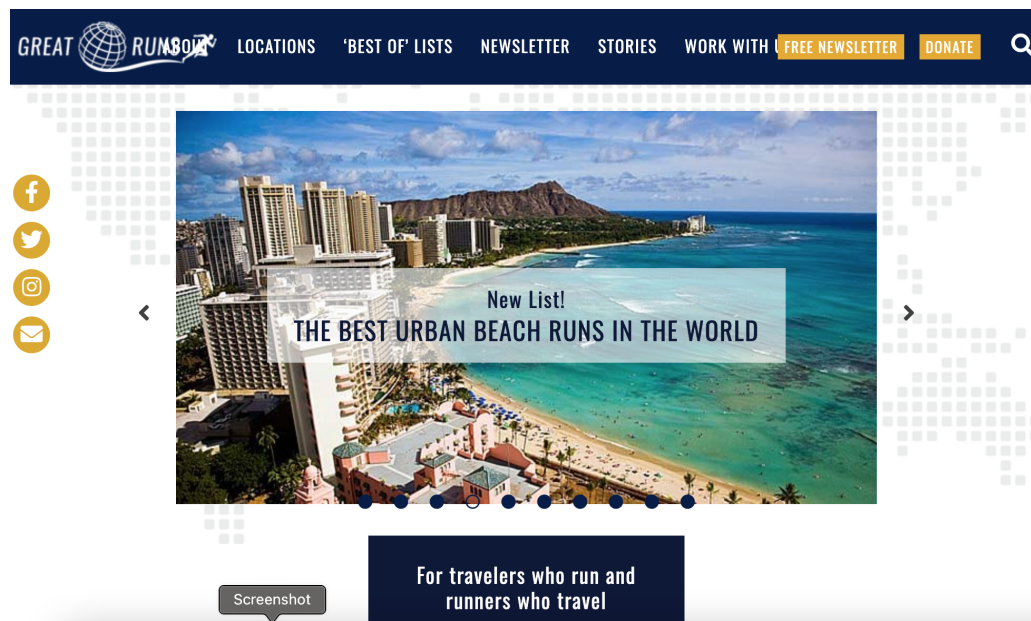 GREAT RUNS
ABOUT
LOCATIONS
‘BEST OF’ LISTS
NEWSLETTER
STORIES
WORK WITH
FREE NEWSLETTER
DONATE
New List!
THE BEST URBAN BEACH RUNS IN THE WORLD
For travelers who run and
runners who travel
Screenshot